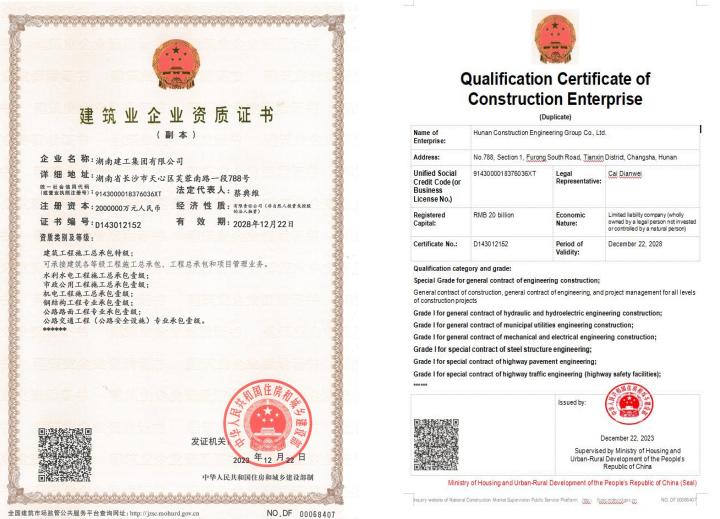 建筑业企业资质证书
（副本）
企业名称：湖南建工集团有限公司
详细地址：湖南省长沙市天心区芙蓉南路一段788号
统一社会信用代码
（或营业执照注册号）：9143000018376036XT
法定代表人：蔡典维
注册资本：2000000万元人民币
经济性质：有限责任公司（非自然人投资或控股的法人独资）
证书编号：D143012152
有效期：2028年12月22日
资质类别及等级：
建筑工程施工总承包特级；
可承接建筑各等级工程施工总承包、工程总承包和项目管理业务。
水利水电工程施工总承包壹级；
市政公用工程施工总承包壹级；
机电工程施工总承包壹级；
钢结构工程专业承包壹级；
公路路面工程专业承包壹级；
公路交通工程（公路安全设施）专业承包壹级。
******
中华人民共和国住房和城乡建设部
发证机关
2023年12月22日
中华人民共和国住房和城乡建设部制
全国建筑市场监管公共服务平台查询网址：http://jzsc.mohurd.gov.cn
NO.DF 00068407
Qualification Certificate of
Construction Enterprise
(Duplicate)
Name of
Enterprise:
Hunan Construction Engineering Group Co., Ltd.
Address:
No.788, Section 1, Furong South Road, Tianxin District, Changsha, Hunan
Unified Social
Credit Code (or
Business
License No.)
9143000018376036XT
Legal
Representative:
Cai Dianwei
Registered
Capital:
RMB 20 billion
Economic
Nature:
Limited liability company (wholly
owned by a legal person not invested
or controlled by a natural person)
Certificate No.:
D143012152
Period of
Validity:
December 22, 2028
Qualification category and grade:
Special Grade for general contract of engineering construction;
General contract of construction, general contract of engineering, and project management for all levels
of construction projects
Grade I for general contract of hydraulic and hydroelectric engineering construction;
Grade I for general contract of municipal utilities engineering construction;
Grade I for general contract of mechanical and electrical engineering construction;
Grade I for special contract of steel structure engineering;
Grade I for special contract of highway pavement engineering;
Grade I for special contract of highway traffic engineering (highway safety facilities);
******
Issued by:
December 22, 2023
Supervised by Ministry of Housing and
Urban-Rural Development of the People's
Republic of China
Ministry of Housing and Urban-Rural Development of the People's Republic of China (Seal)
Inquiry website of National Construction Market Supervision Public Service Platform:
NO. DF 00068407